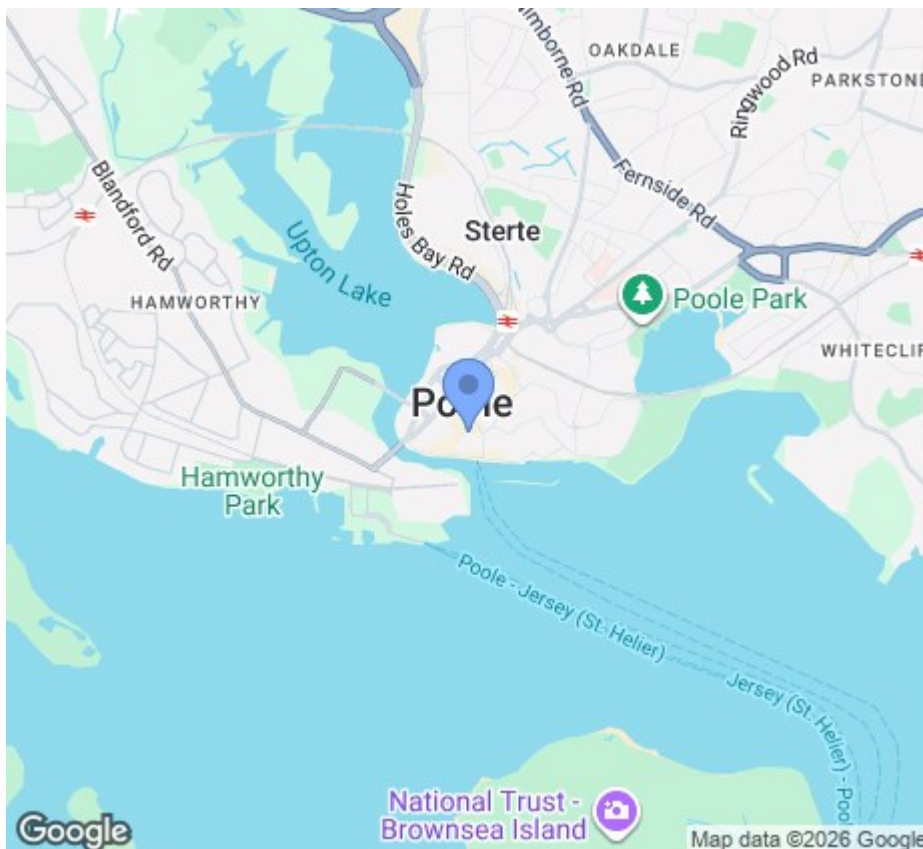 OAKDALE
Wimborne Rd
Ringwood Rd
PARKSTONE
Blandford Rd
Holes Bay Rd
Fernside Rd
Sterte
Upton Lake
HAMWORTHY
Poole Park
WHITECLIF
Poole
Hamworthy
Park
Poole - Jersey (St. Helier)
Jersey (St. Helier) - Pool
National Trust -
Brownsea Island
Google
Map data ©2026 Google